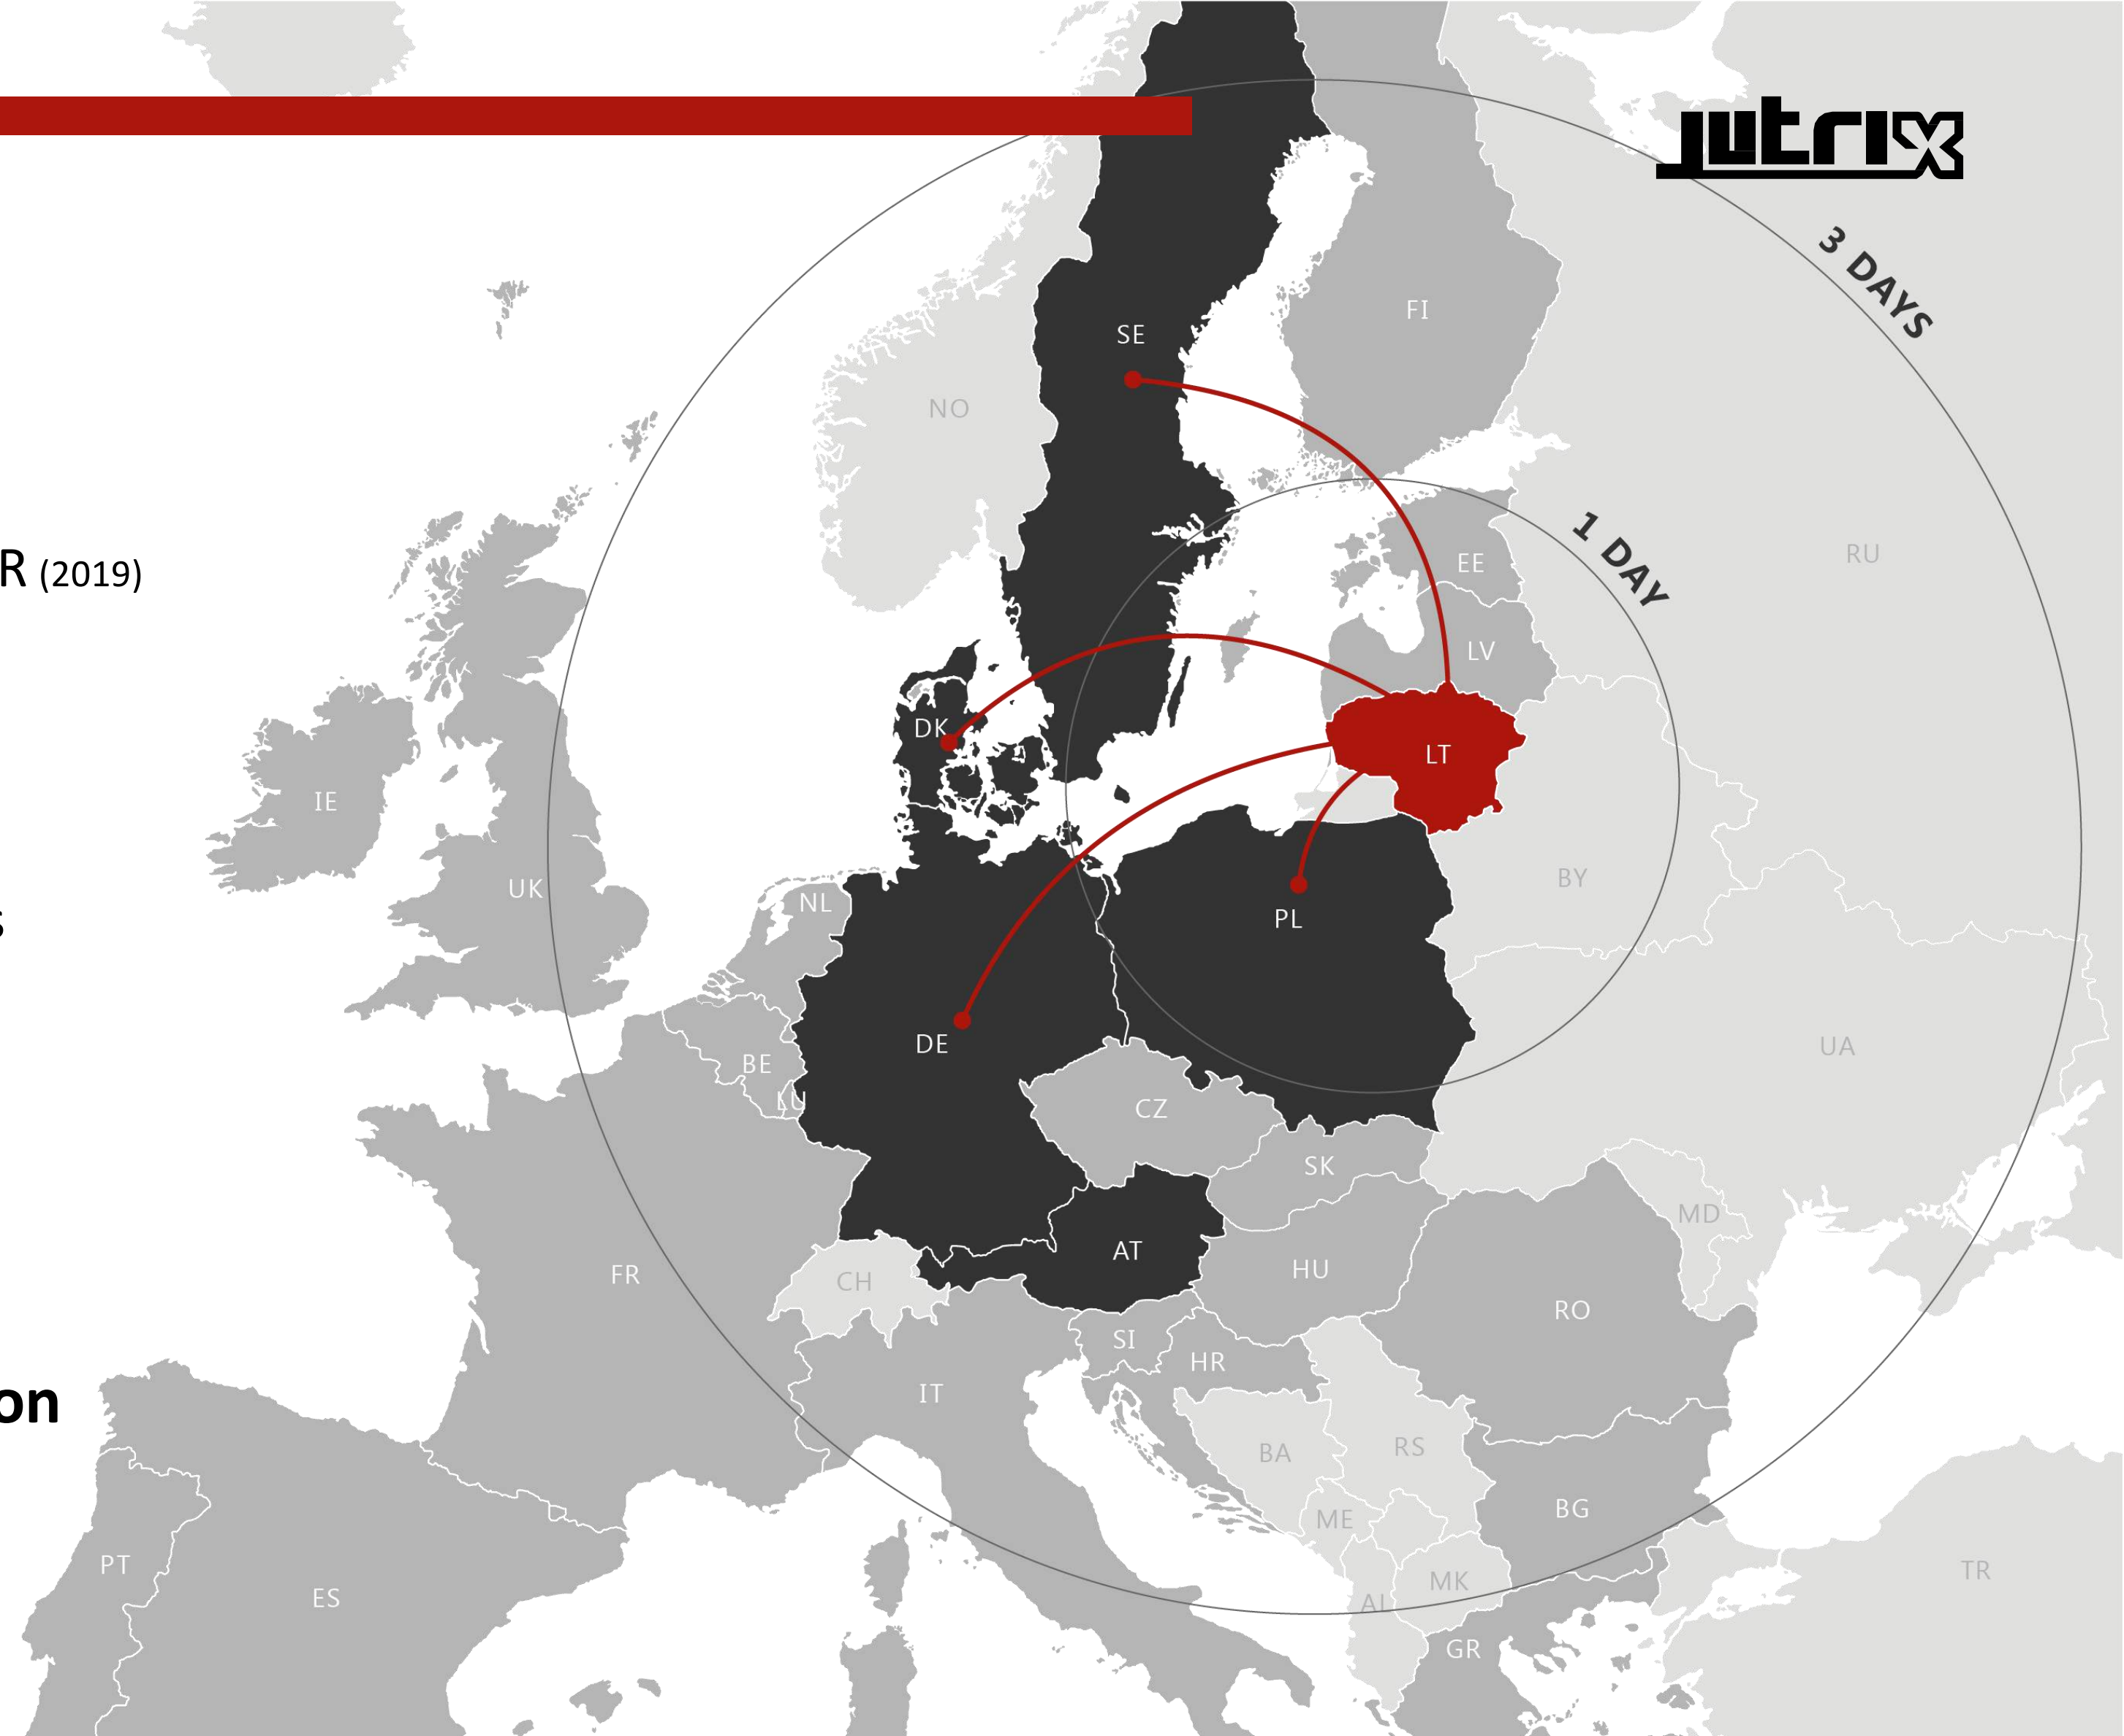 jutrix
3 DAYS
SE
FI
NO
1 DAY
RU
EE
R (2019)
LV
DK
LT
IE
UK
NL
BY
PL
s
DE
UA
BE
LU
CZ
SK
MD
AT
HU
FR
CH
RO
SI
HR
IT
on
BA
RS
BG
ME
PT
TR
MK
ES
AL
GR